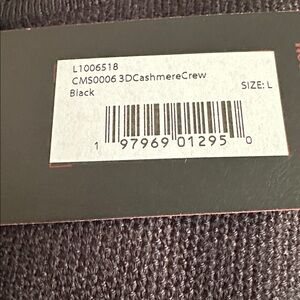 L1006518
CMS0006 3DCashmereCrew
Black SIZE: L
1 97969 01295 0